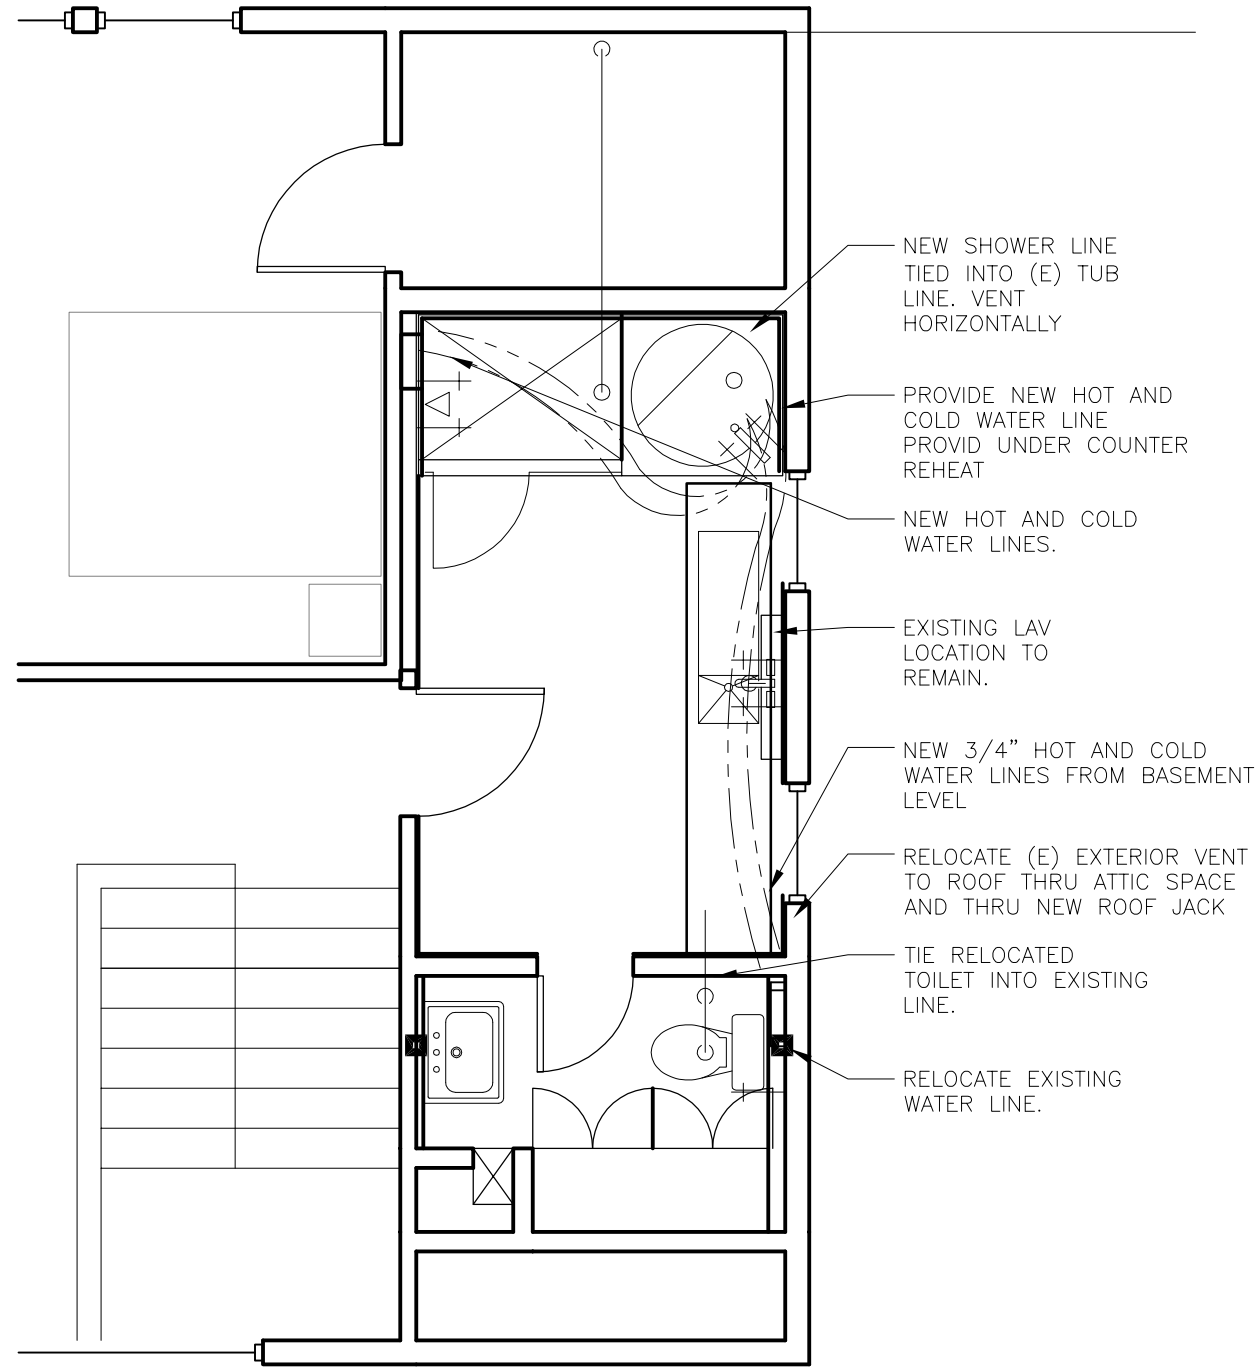 NEW SHOWER LINE
TIED INTO (E) TUB
LINE. VENT
HORIZONTALLY
PROVIDE NEW HOT AND
COLD WATER LINE
PROVID UNDER COUNTER
REHEAT
NEW HOT AND COLD
WATER LINES.
EXISTING LAV
LOCATION TO
REMAIN.
NEW 3/4” HOT AND COLD
WATER LINES FROM BASEMENT
LEVEL
RELOCATE (E) EXTERIOR VENT
TO ROOF THRU ATTIC SPACE
AND THRU NEW ROOF JACK
TIE RELOCATED
TOILET INTO EXISTING
LINE.
RELOCATE EXISTING
WATER LINE.